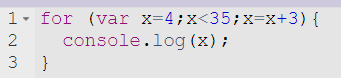 1 for (var x=4;x<35;x=x+3){
2   console.log(x);
3 }